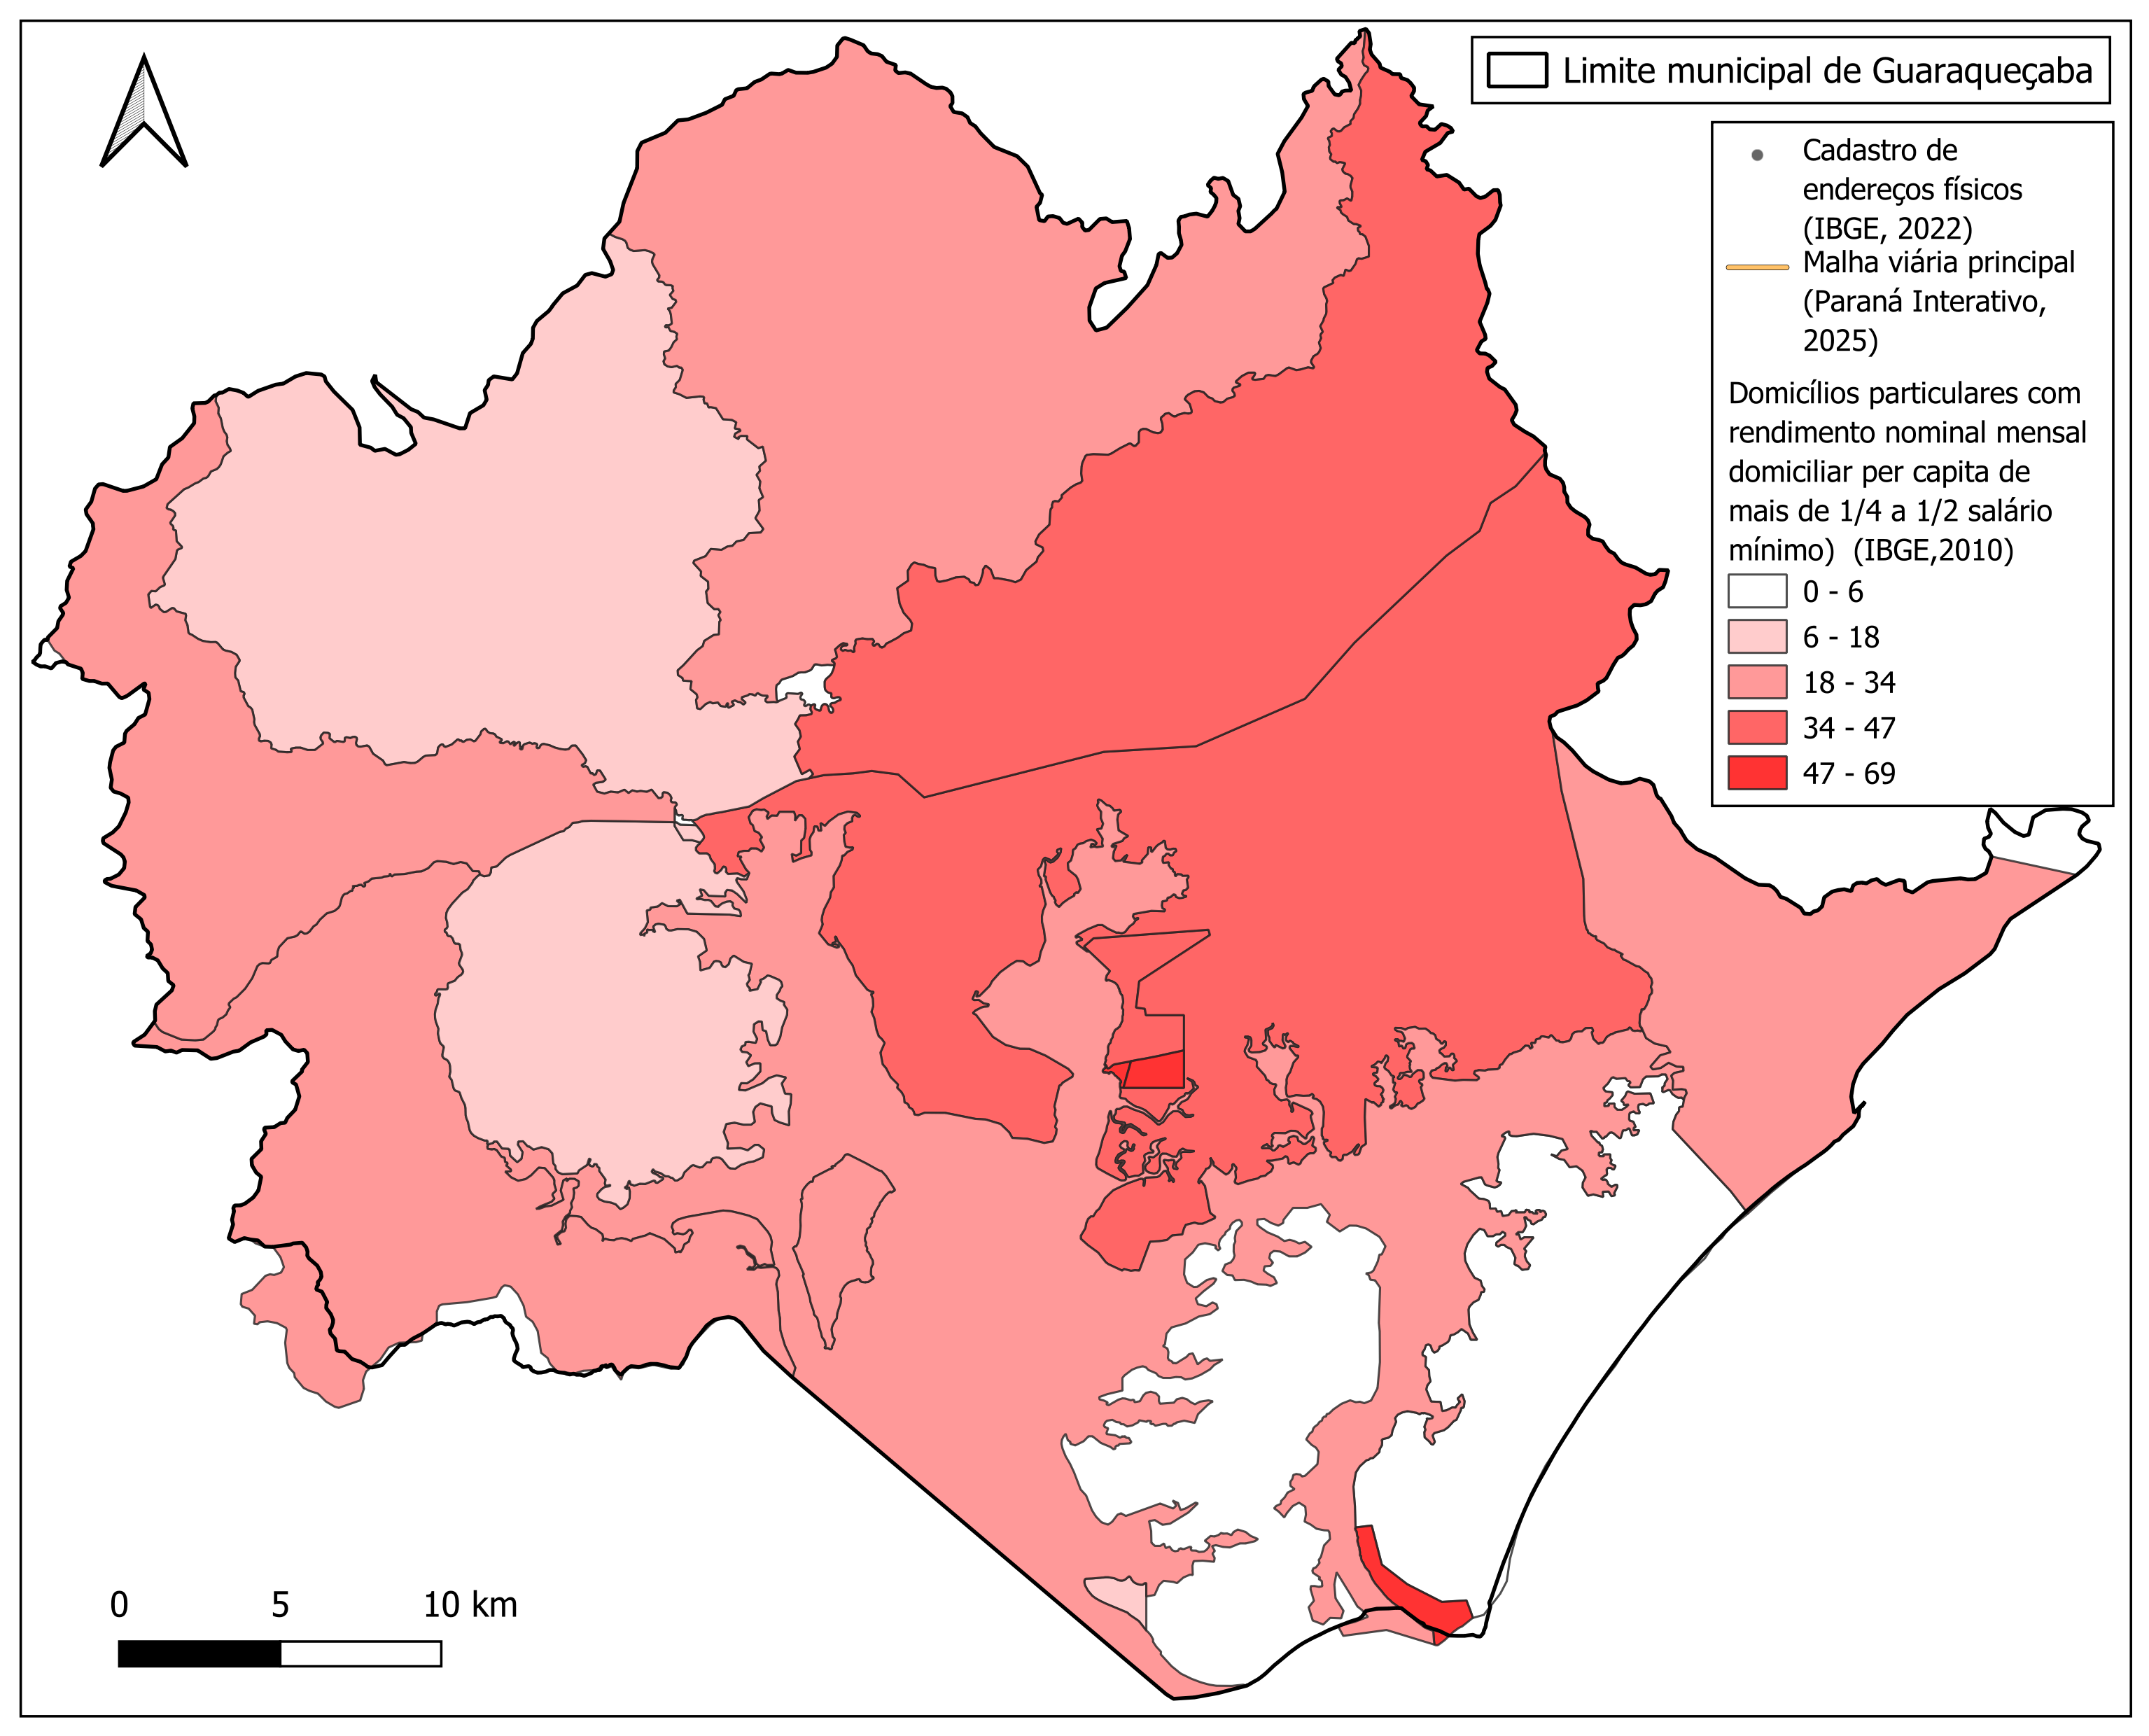 Limite municipal de Guaraqueçaba
Cadastro de
endereços físicos
(IBGE, 2022)
Malha viária principal
(Paraná Interativo,
2025)
Domicílios particulares com
rendimento nominal mensal
domiciliar per capita de
mais de 1/4 a 1/2 salário
mínimo)  (IBGE,2010)
0 - 6
6 - 18
18 - 34
34 - 47
47 - 69
0 5 10 km